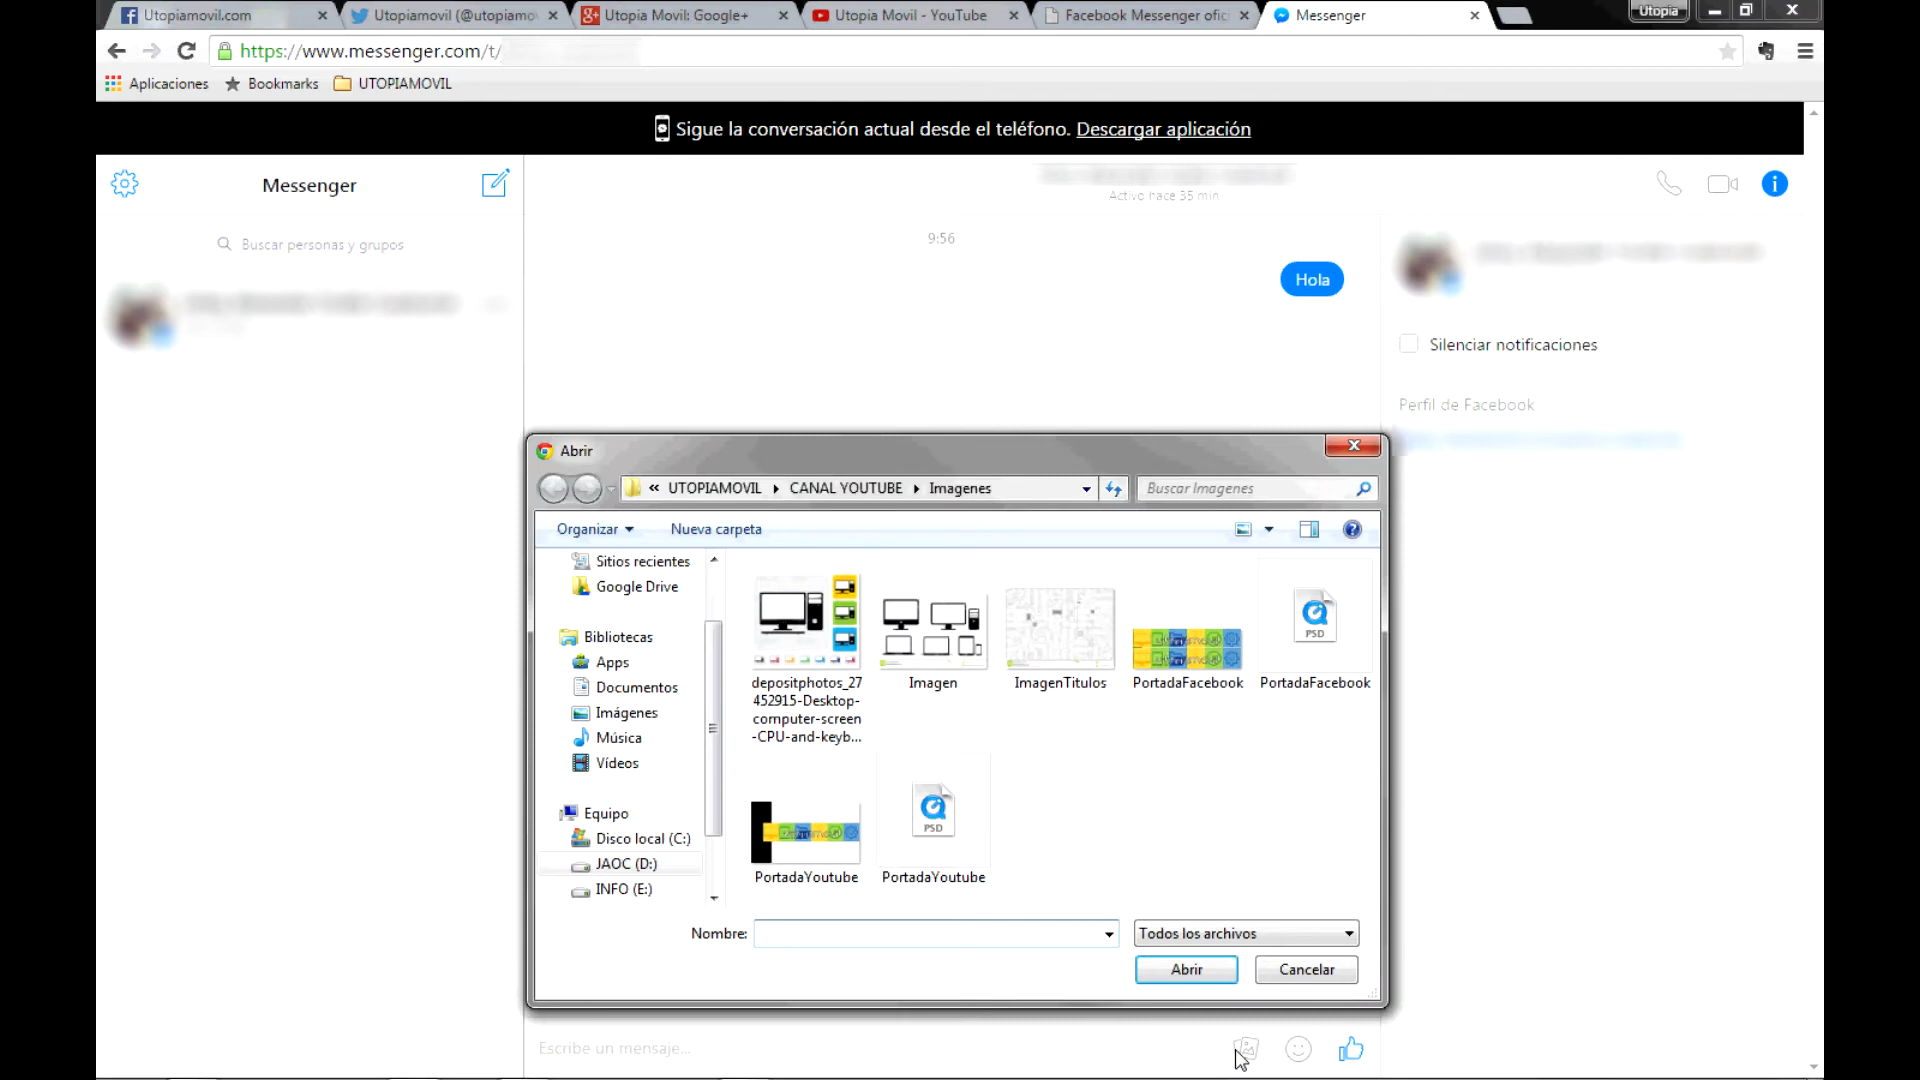 Utopiamovil.com
Utopiamovil (@utopiamo
Utopia Movil: Google+
Utopia Movil - YouTube
Facebook Messenger ofic
Messenger
Utopia
https://www.messenger.com/t/
Aplicaciones
Bookmarks
UTOPIAMOVIL
Sigue la conversación actual desde el teléfono. Descargar aplicación
Messenger
Activo hace 35 min
Buscar personas y grupos
9:56
Hola
Silenciar notificaciones
Perfil de Facebook
Abrir
« UTOPIAMOVIL CANAL YOUTUBE Imagenes
Buscar Imagenes
Organizar
Nueva carpeta
Sitios recientes
Google Drive
Bibliotecas
Apps
Documentos
Imágenes
Música
Vídeos
Equipo
Disco local (C:)
JAOC (D:)
INFO (E:)
depositphotos_27
452915-Desktop-
computer-screen
-CPU-and-keyb...
Imagen
ImagenTitulos
PortadaFacebook
PSD
PortadaFacebook
PortadaYoutube
PSD
PortadaYoutube
Nombre:
Todos los archivos
Abrir
Cancelar
Escribe un mensaje...